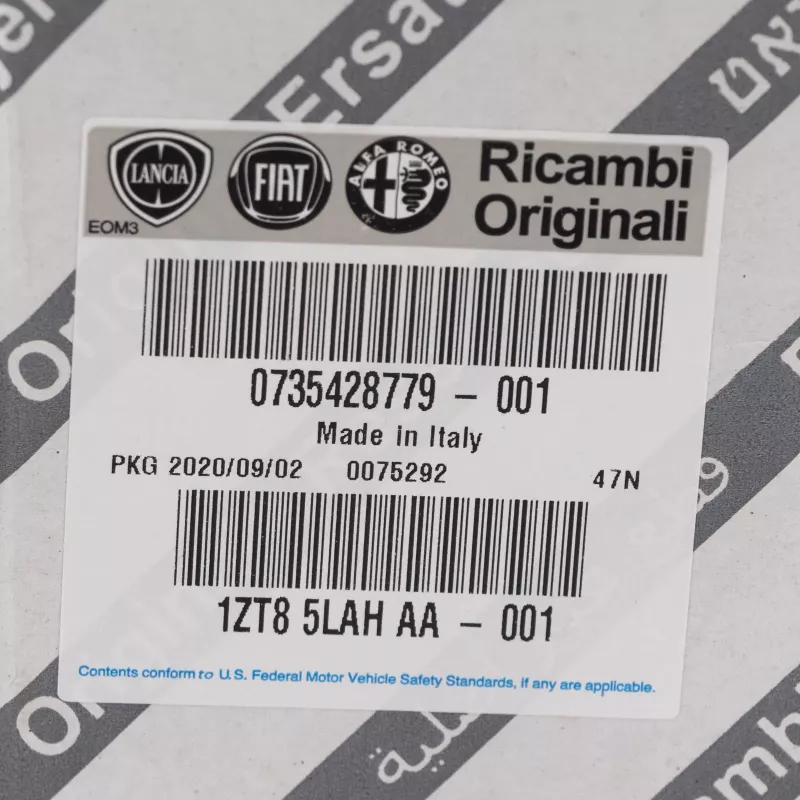 LANCIA
FIAT
ALFA ROMEO
Ricambi
Originali
EOM3
0735428779 – 001
Made in Italy
PKG 2020/09/02 0075292 47N
1ZT8 5LAH AA – 001
Contents conform to U.S. Federal Motor Vehicle Safety Standards, if any are applicable.